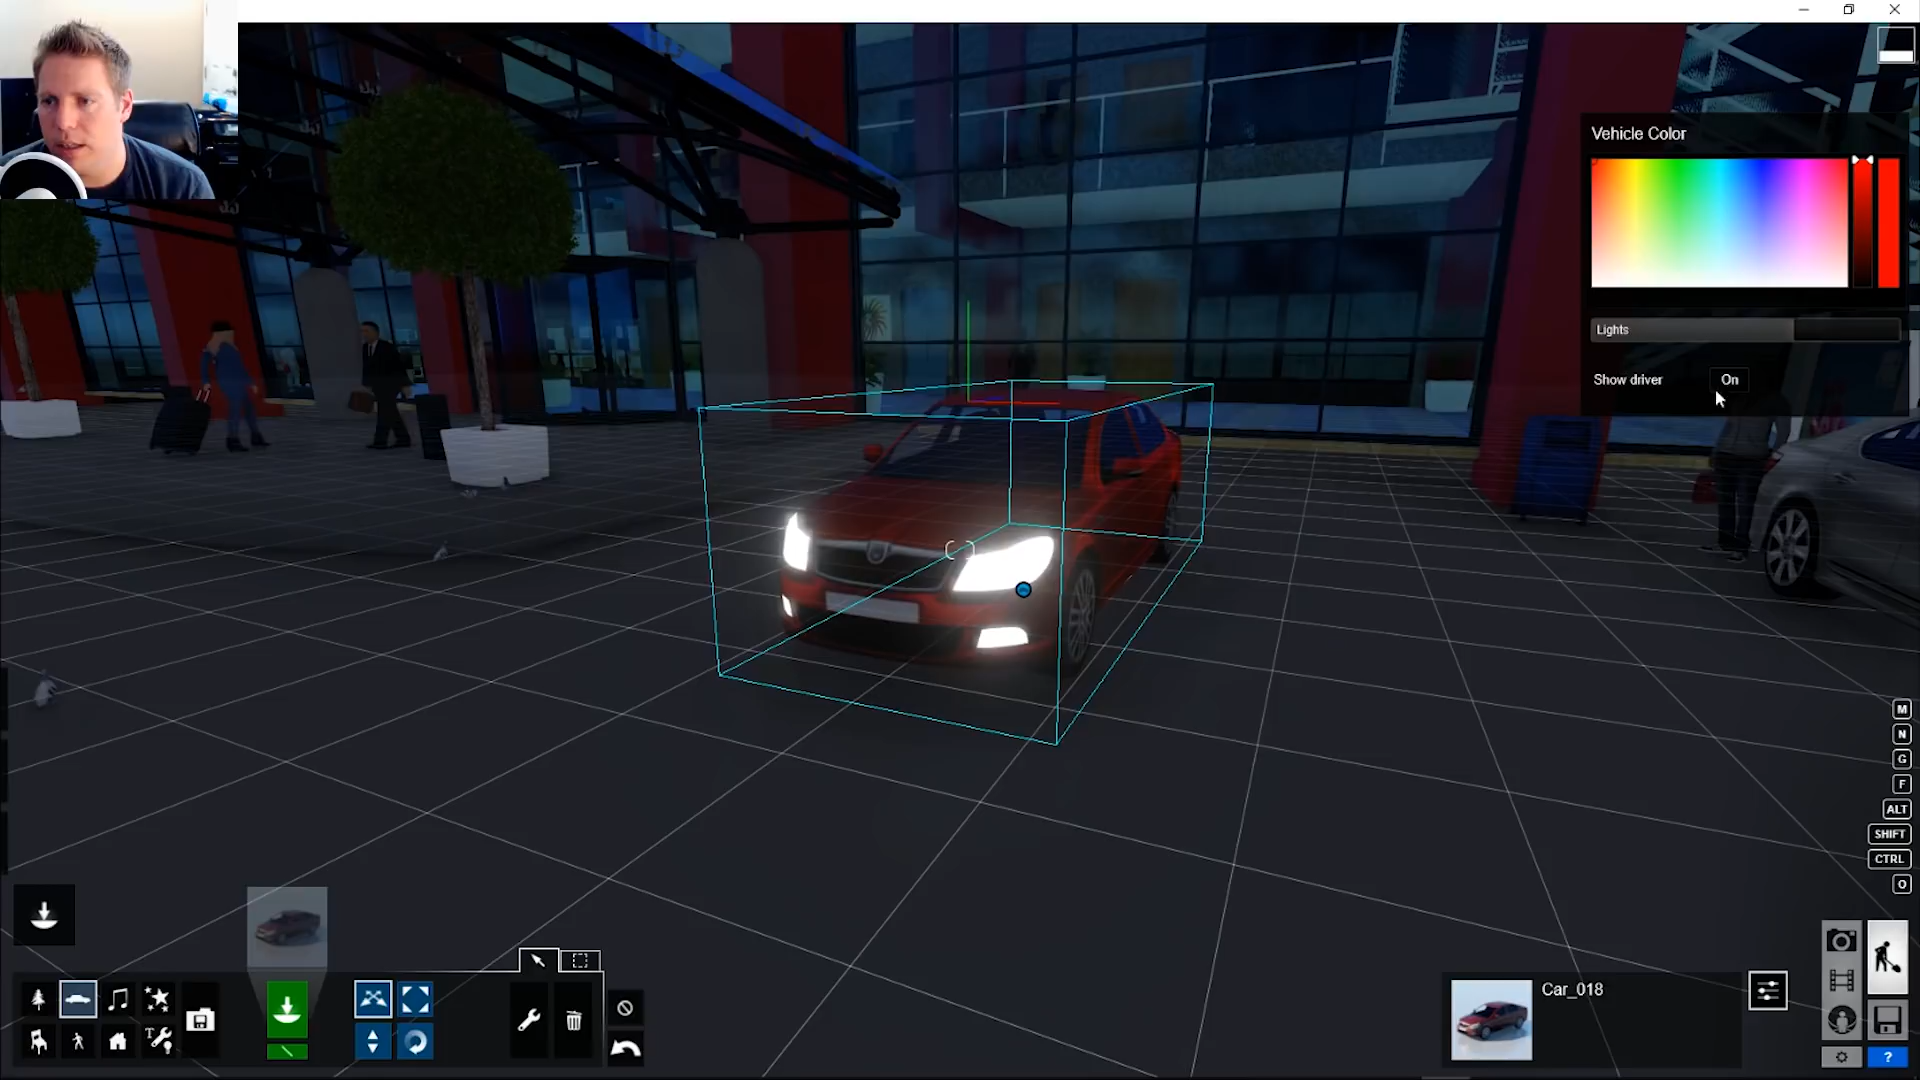 Vehicle Color
Lights
Show driver On
M
N
G
F
ALT
SHIFT
CTRL
O
Car_018
T
?